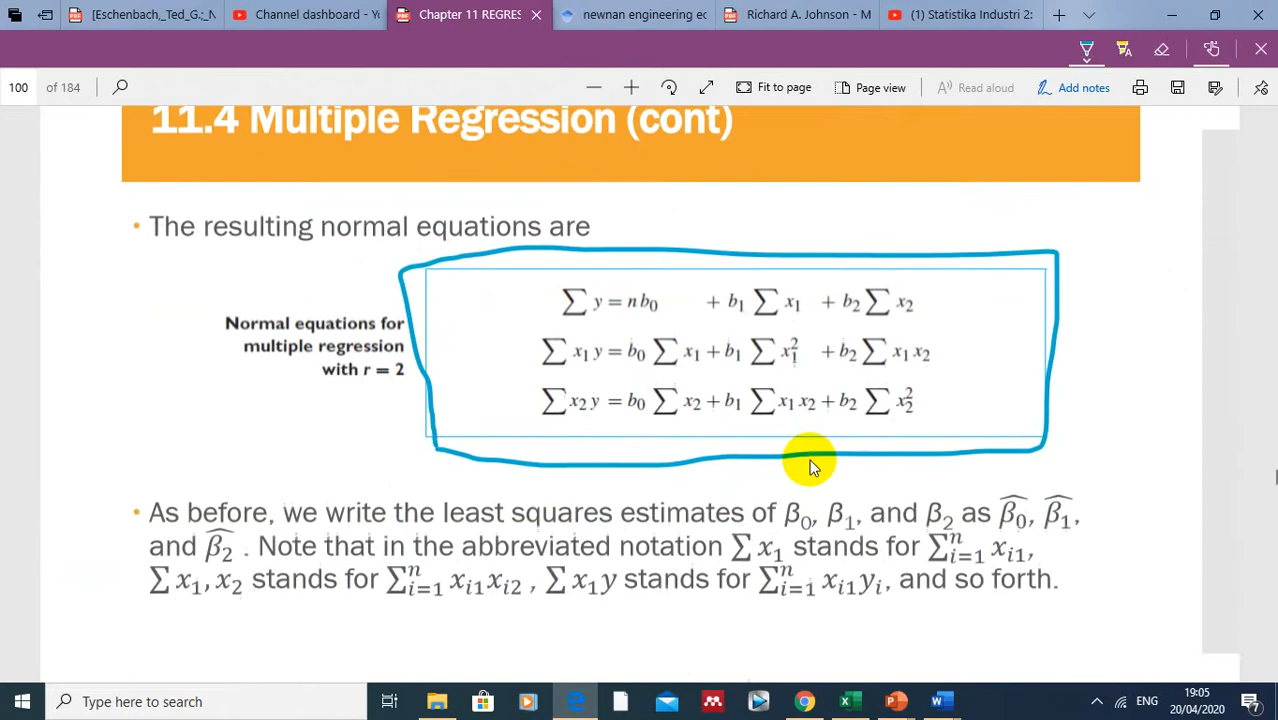 [Eschenbach,_Ted_G.;_N
Channel dashboard - Yo
Chapter 11 REGRES
newnan engineering ec
Richard A. Johnson - M
(1) Statistika Industri 2:
100 of 184
Fit to page
Page view
Read aloud
Add notes
11.4 Multiple Regression (cont)
• The resulting normal equations are
Normal equations for
multiple regression
with r = 2
∑ y = n b₀ + b₁ ∑ x₁ + b₂ ∑ x₂
∑ x₁ y = b₀ ∑ x₁ + b₁ ∑ x₁² + b₂ ∑ x₁ x₂
∑ x₂ y = b₀ ∑ x₂ + b₁ ∑ x₁ x₂ + b₂ ∑ x₂²
• As before, we write the least squares estimates of β₀, β₁, and β₂ as β̂₀, β̂₁,
and β̂₂ . Note that in the abbreviated notation ∑ x₁ stands for ∑ⁿᵢ₌₁ xᵢ₁,
∑ x₁, x₂ stands for ∑ⁿᵢ₌₁ xᵢ₁xᵢ₂ , ∑ x₁y stands for ∑ⁿᵢ₌₁ xᵢ₁yᵢ, and so forth.
Type here to search
ENG
19:05
20/04/2020